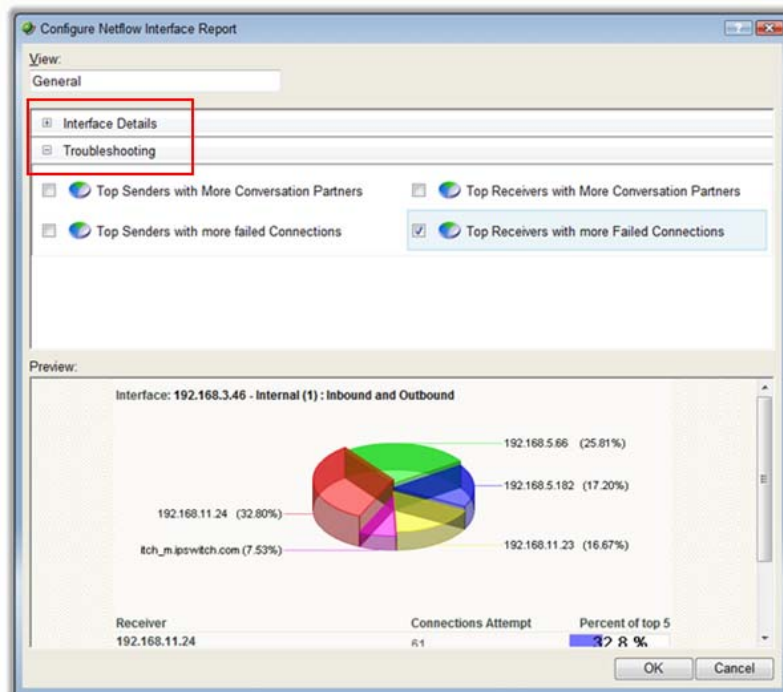 Configure Netflow Interface Report
View:
General
Interface Details
Troubleshooting
Top Senders with More Conversation Partners
Top Receivers with More Conversation Partners
Top Senders with more failed Connections
Top Receivers with more Failed Connections
Preview:
Interface: 192.168.3.46 - Internal (1) : Inbound and Outbound
192.168.5.66 (25.81%)
192.168.5.182 (17.20%)
192.168.11.24 (32.80%)
itch_m.ipswitch.com (7.53%)
192.168.11.23 (16.67%)
Receiver Connections Attempt Percent of top 5
192.168.11.24 61 32.8 %
OK Cancel